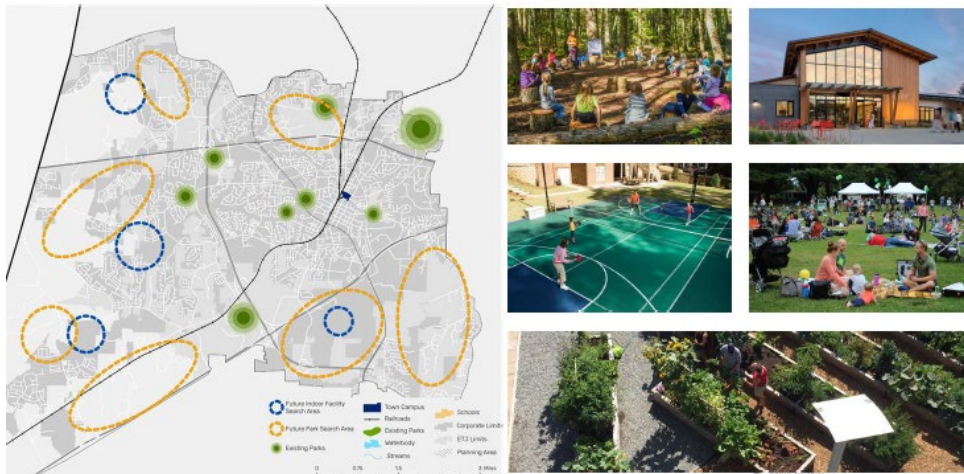 Future Indoor Facility
Search Area
Future Park Search Area
Existing Parks
Town Campus
Railroads
Existing Parks
Waterbody
Streams
Schools
Corporate Limits
ETJ Limits
Planning Area
0 0.75 1.5 3 Miles